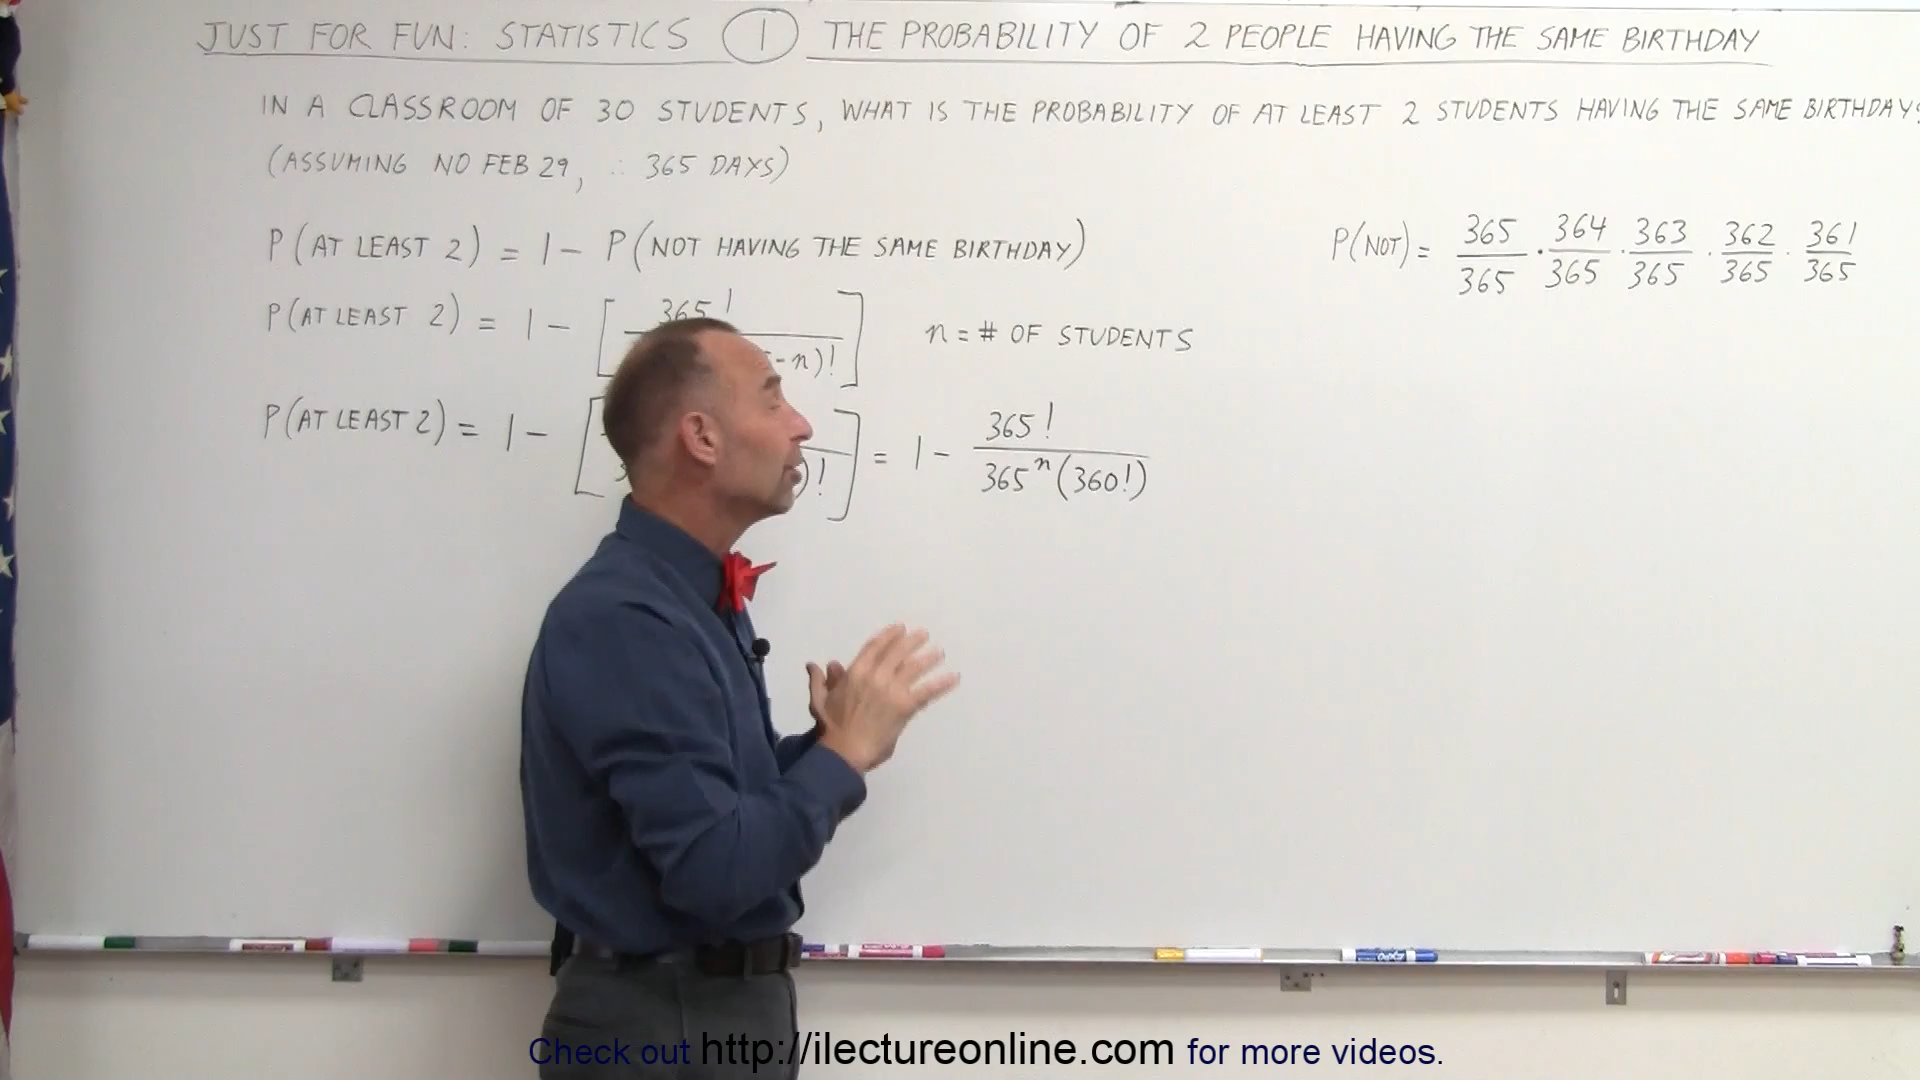 JUST FOR FUN: STATISTICS 1 THE PROBABILITY OF 2 PEOPLE HAVING THE SAME BIRTHDAY
IN A CLASSROOM OF 30 STUDENTS, WHAT IS THE PROBABILITY OF AT LEAST 2 STUDENTS HAVING THE SAME BIRTHDAY?
(ASSUMING NO FEB 29, ∴ 365 DAYS)
P(AT LEAST 2) = 1 - P(NOT HAVING THE SAME BIRTHDAY)
P(NOT) = 365/365 · 364/365 · 363/365 · 362/365 · 361/365
P(AT LEAST 2) = 1 - [365! / -n)!] n = # OF STUDENTS
P(AT LEAST 2) = 1 - [ )!] = 1 - 365! / 365^n (360!)
Check out http://ilectureonline.com for more videos.